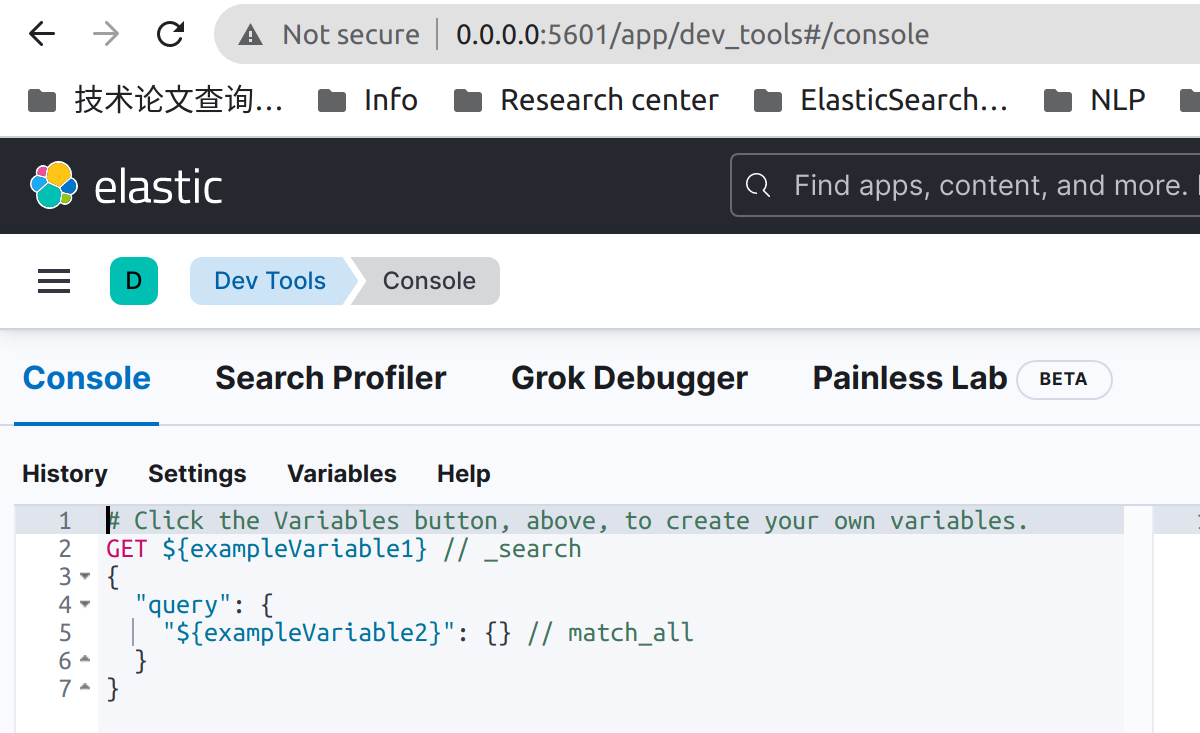 Not secure 0.0.0.0:5601/app/dev_tools#/console
技术论文查询... Info Research center ElasticSearch... NLP
elastic Find apps, content, and more.
D Dev Tools Console
Console Search Profiler Grok Debugger Painless Lab BETA
History Settings Variables Help
1 # Click the Variables button, above, to create your own variables.
2 GET ${exampleVariable1} // _search
3 {
4 "query": {
5 "${exampleVariable2}": {} // match_all
6 }
7 }